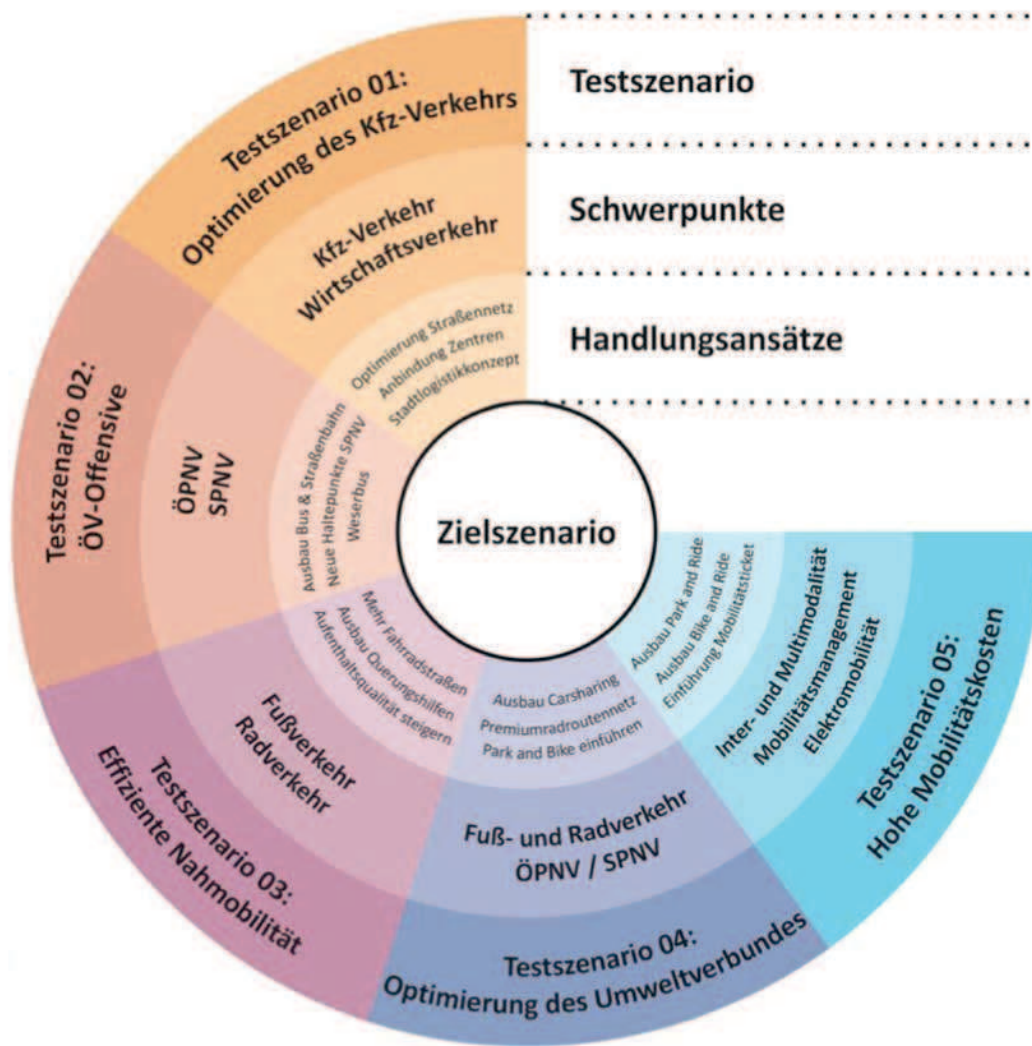 Testszenario
Schwerpunkte
Handlungsansätze
Zielszenario
Testszenario 01:
Optimierung des Kfz-Verkehrs
Kfz-Verkehr
Wirtschaftsverkehr
Optimierung Straßennetz
Anbindung Zentren
Stadtlogistikkonzept
Testszenario 02:
ÖV-Offensive
ÖPNV
SPNV
Ausbau Bus & Straßenbahn
Neue Haltepunkte SPNV
Weserbus
Testszenario 03:
Effiziente Nahmobilität
Fußverkehr
Radverkehr
Mehr Fahrradstraßen
Ausbau Querungshilfen
Aufenthaltsqualität steigern
Testszenario 04:
Optimierung des Umweltverbundes
Fuß- und Radverkehr
ÖPNV / SPNV
Ausbau Carsharing
Premiumradroutennetz
Park and Bike einführen
Testszenario 05:
Hohe Mobilitätskosten
Inter- und Multimodalität
Mobilitätsmanagement
Elektromobilität
Ausbau Park and Ride
Ausbau Bike and Ride
Einführung Mobilitätsticket